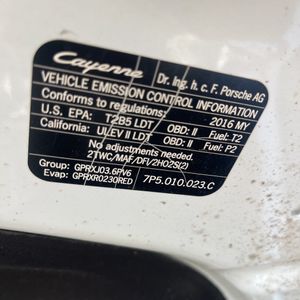 Cayenne Dr. Ing. h. c. F. Porsche AG
VEHICLE EMISSION CONTROL INFORMATION
Conforms to regulations: 2016 MY
U.S. EPA: T2B5 LDT OBD: II Fuel: T2
California: ULEV II LDT OBD: II Fuel: P2
No adjustments needed.
2TWC/MAF/DFI/2HO2S(2)
Group: GPRXJ03.6PV6
Evap: GPRXR0230RED 7P5.010.023.C